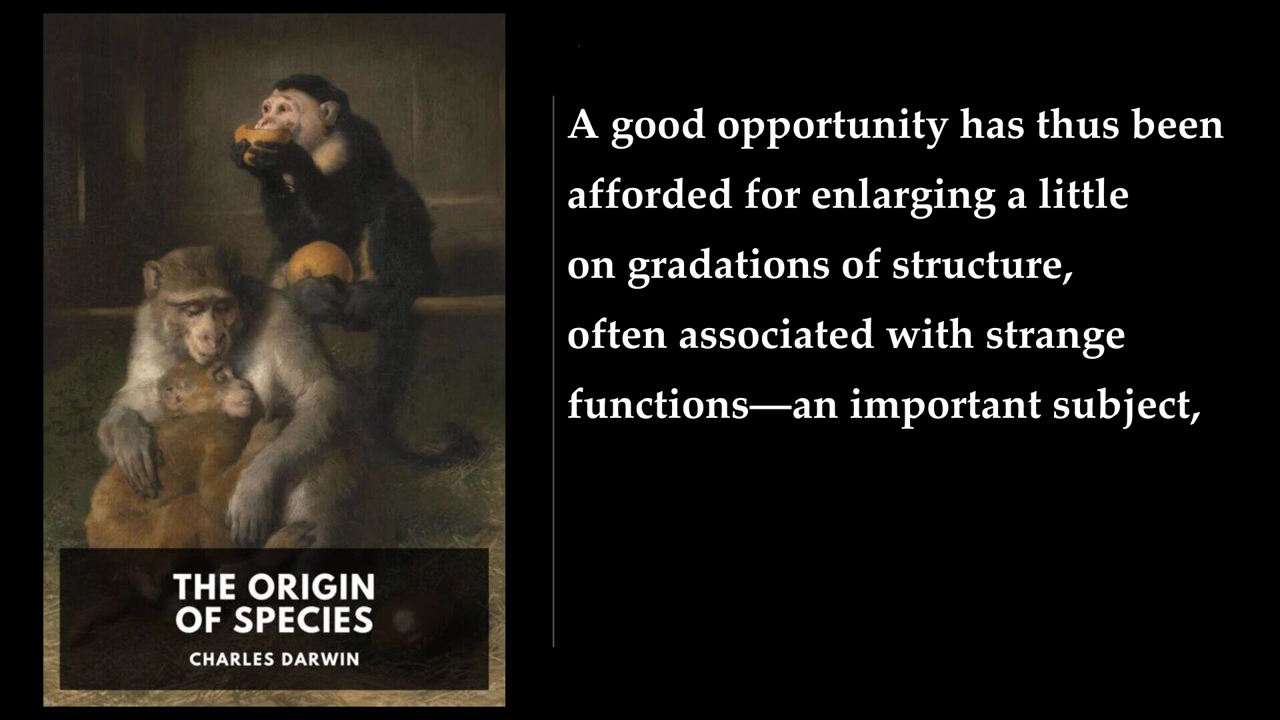 THE ORIGIN
OF SPECIES
CHARLES DARWIN
A good opportunity has thus been
afforded for enlarging a little
on gradations of structure,
often associated with strange
functions—an important subject,